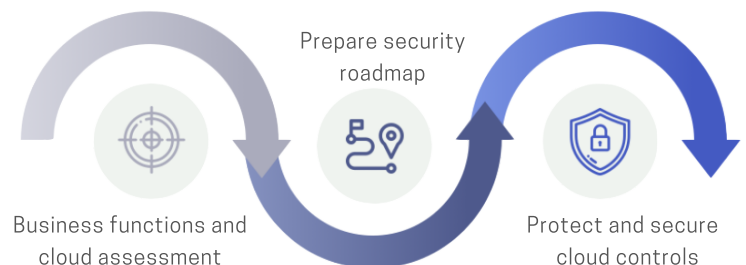 Business functions and
cloud assessment
Prepare security
roadmap
Protect and secure
cloud controls